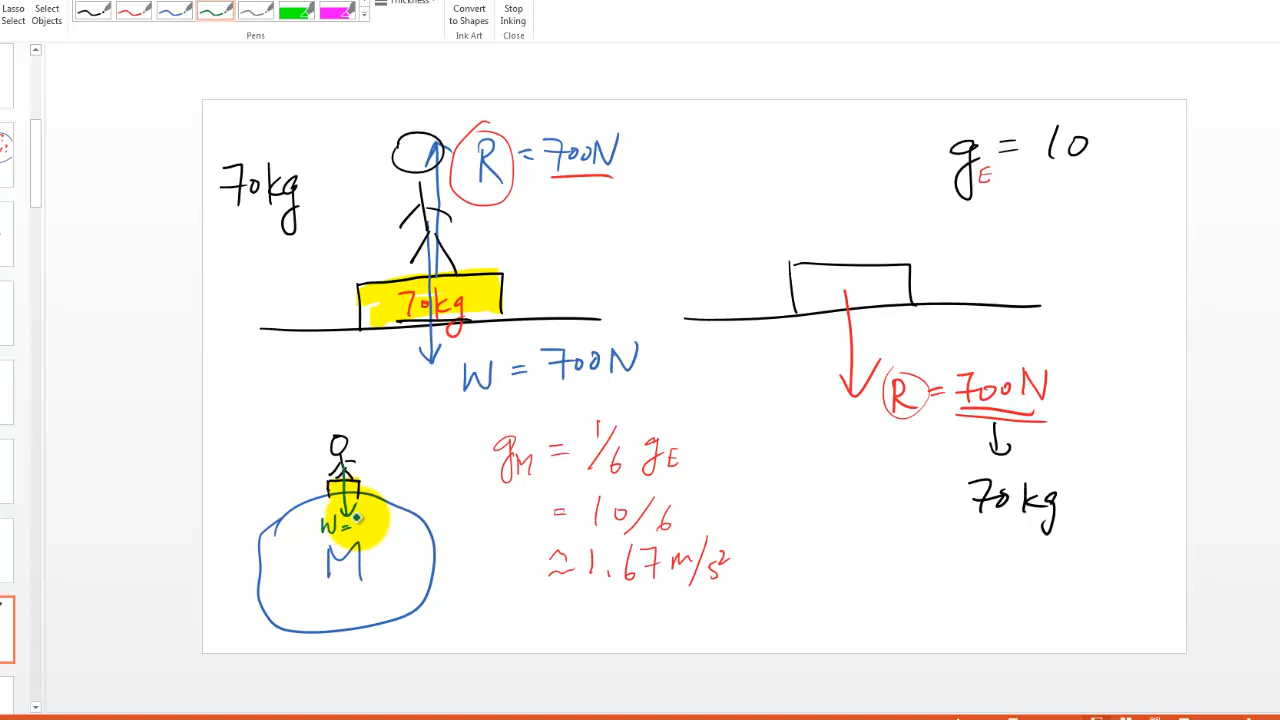 Lasso Select
Select Objects
Thickness
Convert to Shapes
Stop Inking
Pens
Ink Art
Close
70kg
R = 700N
g_E = 10
70kg
W = 700N
R = 700N
70 kg
g_M = 1/6 g_E
= 10/6
≈ 1.67 m/s²
W =
M